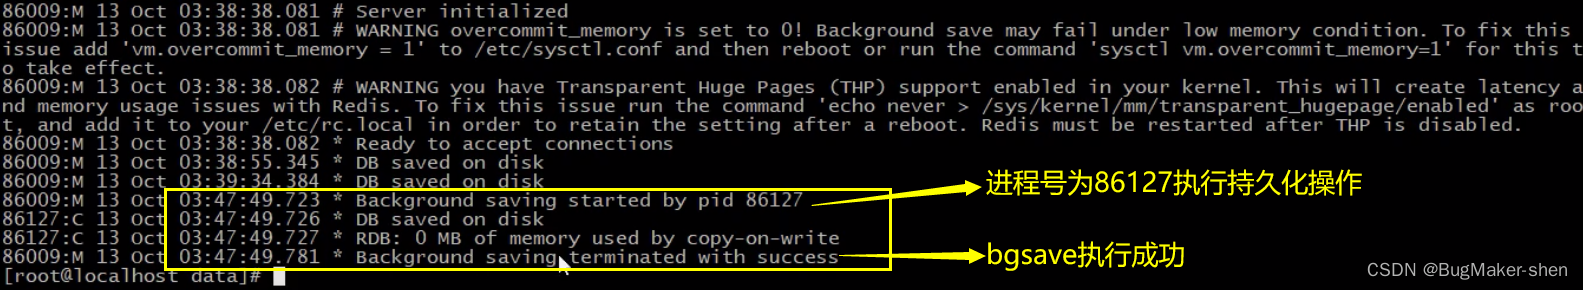 86009:M 13 Oct 03:38:38.081 # Server initialized
86009:M 13 Oct 03:38:38.081 # WARNING overcommit_memory is set to 0! Background save may fail under low memory condition. To fix this
issue add 'vm.overcommit_memory = 1' to /etc/sysctl.conf and then reboot or run the command 'sysctl vm.overcommit_memory=1' for this t
o take effect.
86009:M 13 Oct 03:38:38.082 # WARNING you have Transparent Huge Pages (THP) support enabled in your kernel. This will create latency a
nd memory usage issues with Redis. To fix this issue run the command 'echo never > /sys/kernel/mm/transparent_hugepage/enabled' as roo
t, and add it to your /etc/rc.local in order to retain the setting after a reboot. Redis must be restarted after THP is disabled.
86009:M 13 Oct 03:38:38.082 * Ready to accept connections
86009:M 13 Oct 03:38:55.345 * DB saved on disk
86009:M 13 Oct 03:39:34.384 * DB saved on disk
86009:M 13 Oct 03:47:49.723 * Background saving started by pid 86127
进程号为86127执行持久化操作
86127:C 13 Oct 03:47:49.726 * DB saved on disk
86127:C 13 Oct 03:47:49.727 * RDB: 0 MB of memory used by copy-on-write
86009:M 13 Oct 03:47:49.781 * Background saving terminated with success
bgsave执行成功
[root@localhost data]#
CSDN @BugMaker-shen